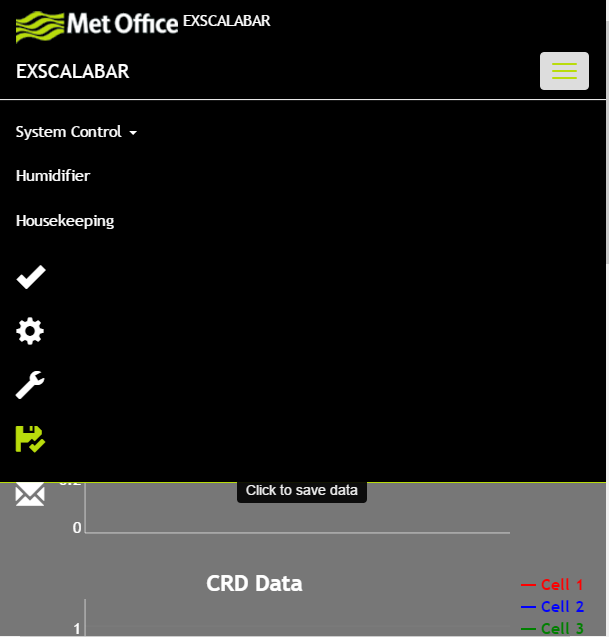 Met Office EXSCALABAR
EXSCALABAR
System Control
Humidifier
Housekeeping
Click to save data
0
CRD Data
Cell 1
Cell 2
1
Cell 3